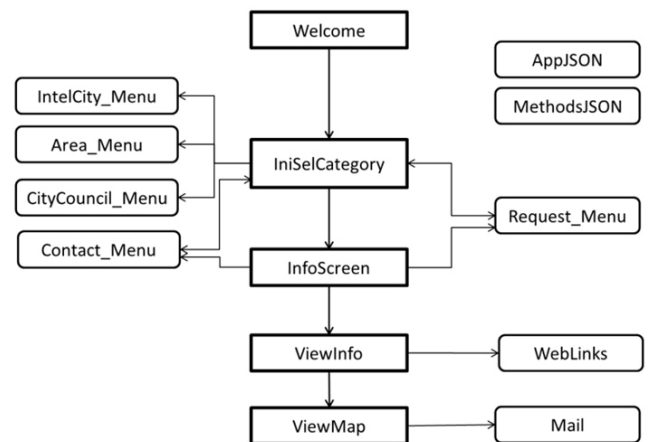 Welcome
AppJSON
IntelCity_Menu
MethodsJSON
Area_Menu
IniSelCategory
CityCouncil_Menu
Request_Menu
Contact_Menu
InfoScreen
ViewInfo
WebLinks
ViewMap
Mail